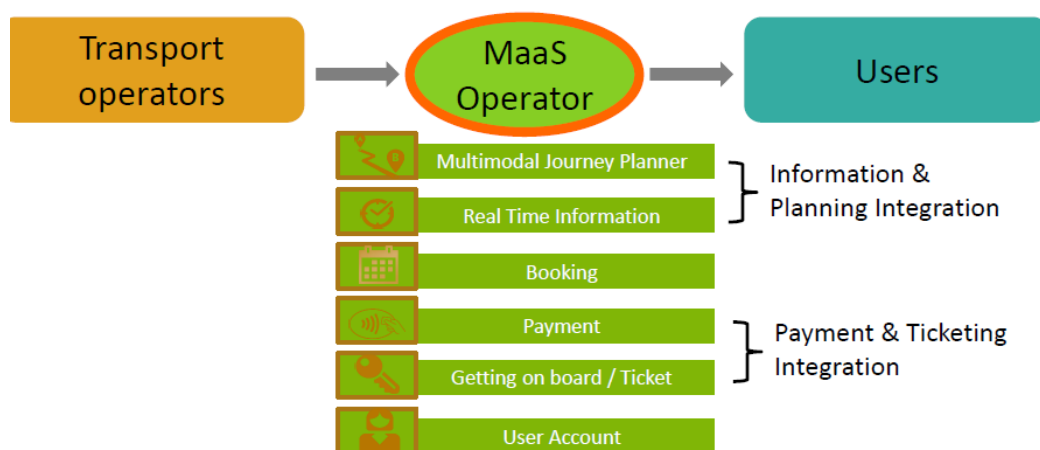 Transport
operators
MaaS
Operator
Users
Multimodal Journey Planner
Real Time Information
Information &
Planning Integration
Booking
Payment
Getting on board / Ticket
Payment & Ticketing
Integration
User Account